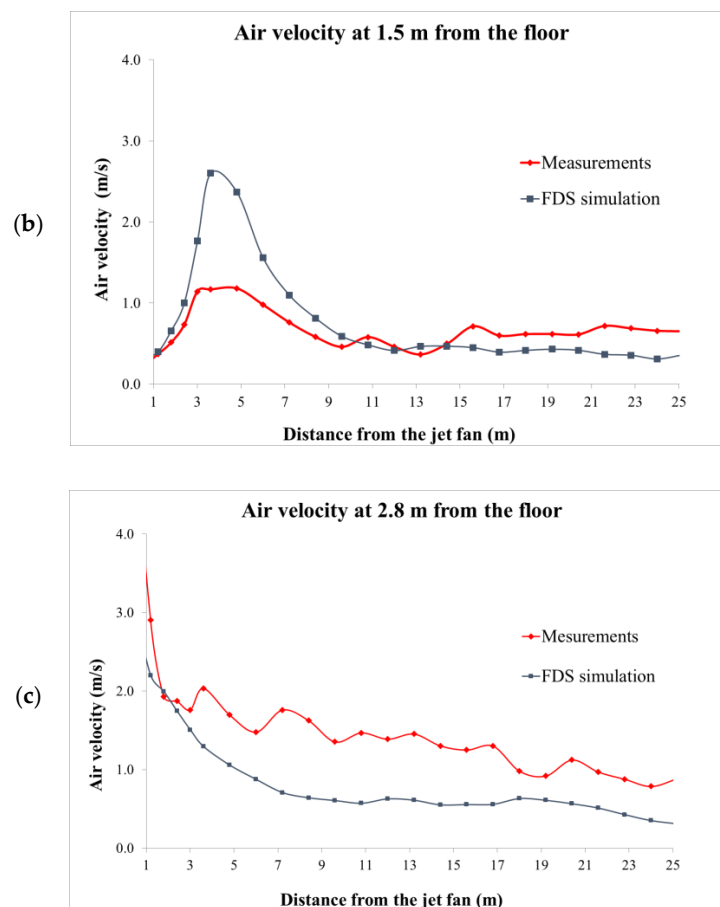 Air velocity at 1.5 m from the floor
4.0
3.0
2.0
1.0
0.0
Air velocity (m/s)
(b)
Measurements
FDS simulation
1 3 5 7 9 11 13 15 17 19 21 23 25
Distance from the jet fan (m)
Air velocity at 2.8 m from the floor
4.0
3.0
2.0
1.0
0.0
Air velocity (m/s)
(c)
Mesurements
FDS simulation
1 3 5 7 9 11 13 15 17 19 21 23 25
Distance from the jet fan (m)